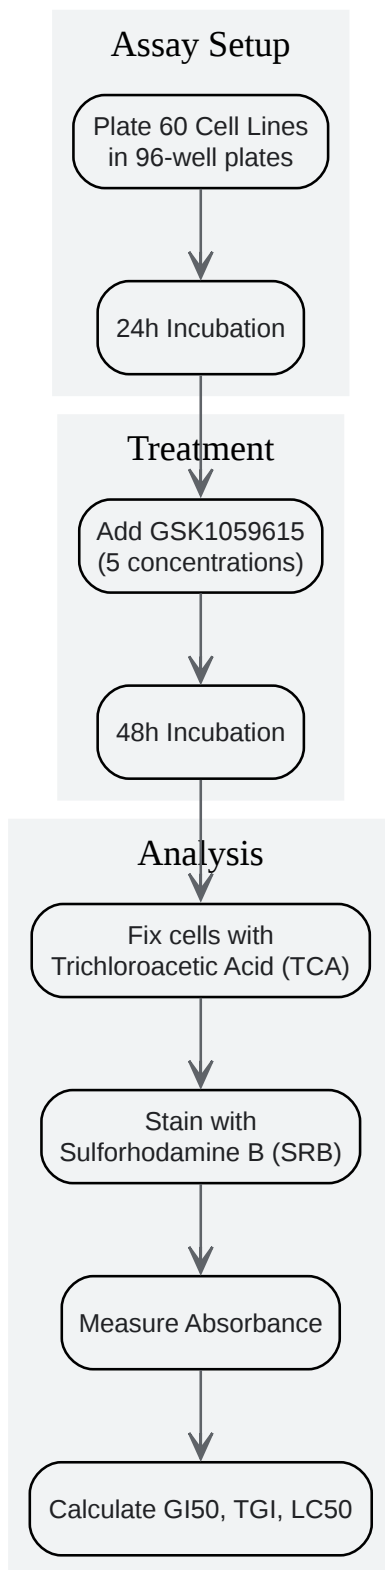 Assay Setup
Plate 60 Cell Lines
in 96-well plates
24h Incubation
Treatment
Add GSK1059615
(5 concentrations)
48h Incubation
Analysis
Fix cells with
Trichloroacetic Acid (TCA)
Stain with
Sulforhodamine B (SRB)
Measure Absorbance
Calculate GI50, TGI, LC50